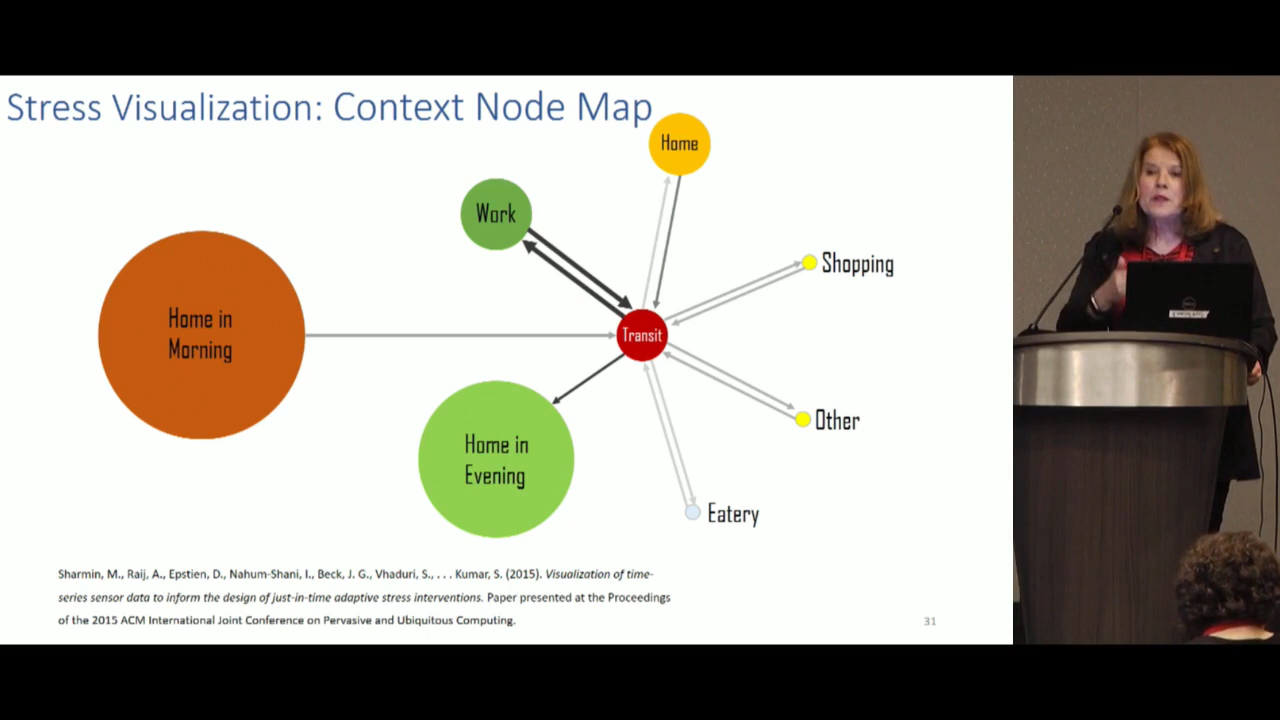 Stress Visualization: Context Node Map
Home
Work
Shopping
Home in
Morning
Transit
Other
Home in
Evening
Eatery
Sharmin, M., Raij, A., Epstien, D., Nahum-Shani, I., Beck, J. G., Vhaduri, S., . . . Kumar, S. (2015). Visualization of time-
series sensor data to inform the design of just-in-time adaptive stress interventions. Paper presented at the Proceedings
of the 2015 ACM International Joint Conference on Pervasive and Ubiquitous Computing.
31